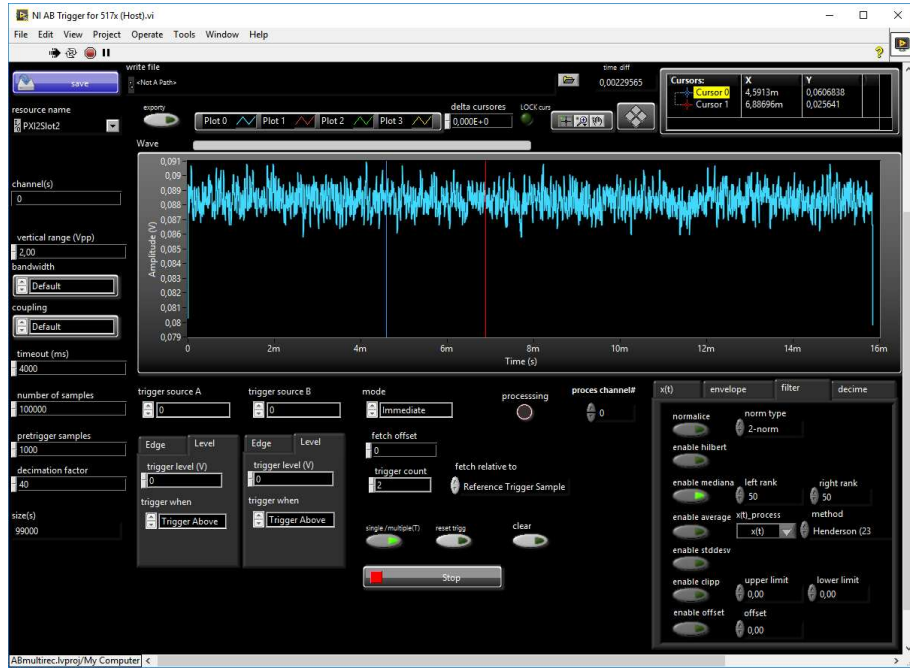 NI AB Trigger for 517x (Host).vi
File Edit View Project Operate Tools Window Help
write file
time diff
save
<Not A Path>
0,00229565
Cursors: X Y
Cursor 0 4,5913m 0,0606838
Cursor 1 6,88696m 0,025641
resource name
PXI2Slot2
exporty
Plot 0 Plot 1 Plot 2 Plot 3
delta cursores
0,000E+0
LOCK curs
Wave
channel(s)
0
vertical range (Vpp)
2,00
bandwidth
Default
coupling
Default
timeout (ms)
4000
number of samples
100000
pretrigger samples
1000
decimation factor
40
size(s)
99000
Amplitude (V)
0,091
0,09
0,089
0,088
0,087
0,086
0,085
0,084
0,083
0,082
0,081
0,08
0,079
0 2m 4m 6m 8m 10m 12m 14m 16m
Time (s)
trigger source A
0
Edge Level
trigger level (V)
0
trigger when
Trigger Above
trigger source B
0
Edge Level
trigger level (V)
0
trigger when
Trigger Above
mode
Immediate
fetch offset
0
trigger count
2
fetch relative to
Reference Trigger Sample
processsing
proces channel#
0
single /multiple(T) reset trigg clear
Stop
x(t) envelope filter decime
normalice norm type
2-norm
enable hilbert
enable mediana left rank right rank
50 50
enable average x(t)_process method
x(t) Henderson (23
enable stddesv
enable clipp upper limit lower limit
0,00 0,00
enable offset offset
0,00
ABmultirec.lvproj/My Computer